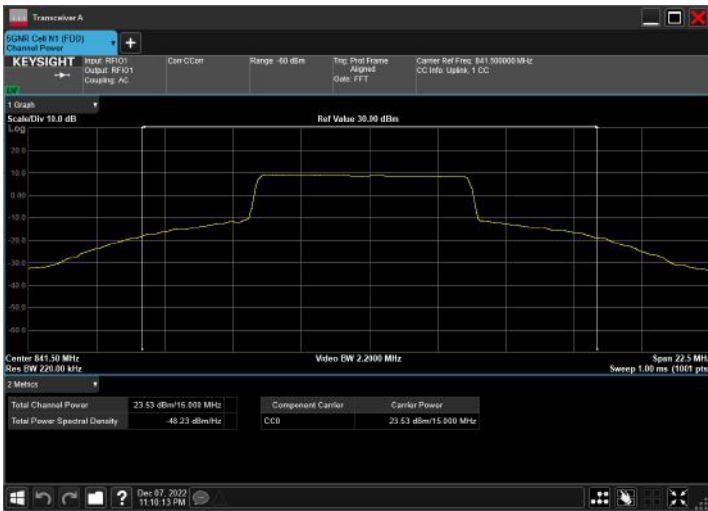 Transceiver A
5GNR Cell N1 (FDD)
Channel Power
+
KEYSIGHT
Input: RFIO1
Output: RFIO1
Coupling: AC
Corr CCorr
Range -60 dBm
Trig: Prot Frame
Aligned
Gate: FFT
Carrier Ref Freq: 841.500000 MHz
CC Info: Uplink, 1 CC
1 Graph
Scale/Div 10.0 dB
Ref Value 30.00 dBm
Log
20.0
10.0
0.00
-10.0
-20.0
-30.0
-40.0
-50.0
-60.0
Center 841.50 MHz
Video BW 2.2000 MHz
Span 22.5 MH
Res BW 220.00 kHz
Sweep 1.00 ms (1001 pts
2 Metrics
Total Channel Power 23.53 dBm/15.000 MHz
Total Power Spectral Density -48.23 dBm/Hz
Component Carrier Carrier Power
CC0 23.53 dBm/15.000 MHz
?
Dec 07, 2022
11:10:13 PM